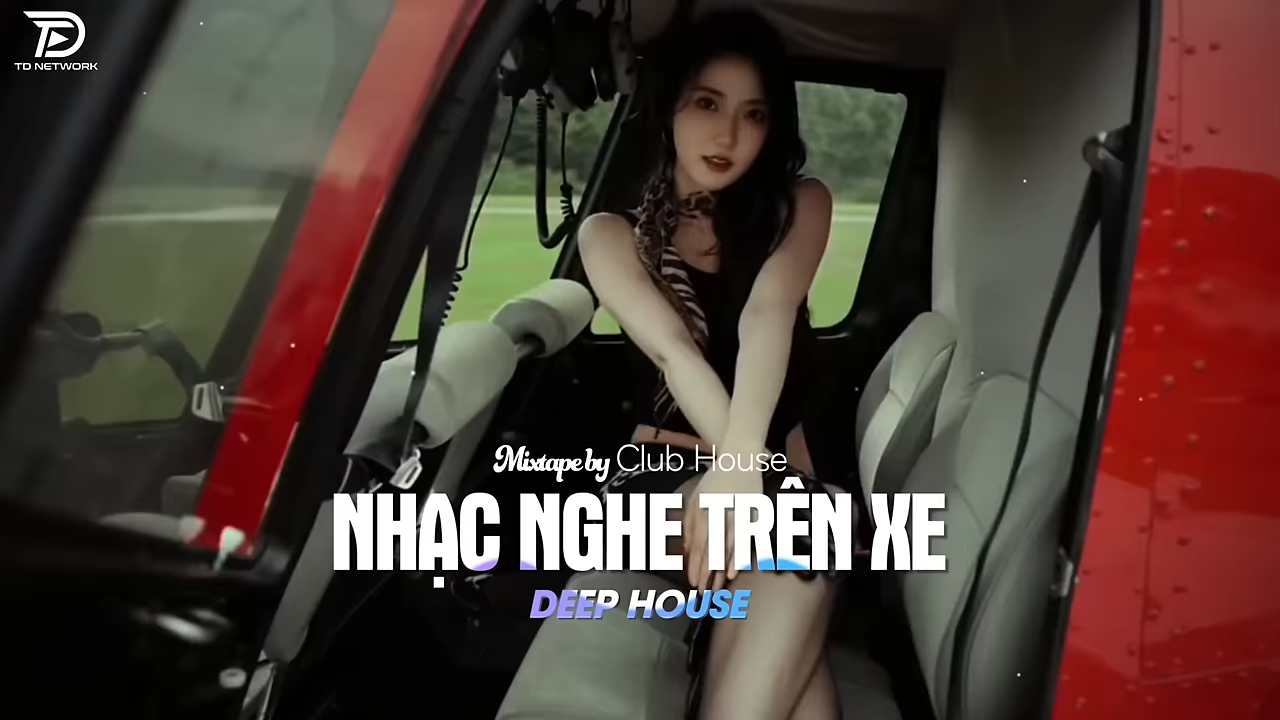 TD NETWORK
Mixtape by Club House
NHẠC NGHE TRÊN XE
DEEP HOUSE